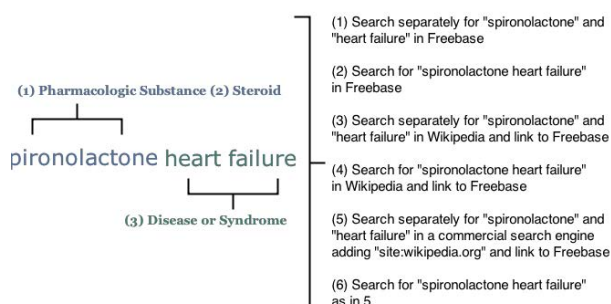 (1) Pharmacologic Substance (2) Steroid
pironolactone heart failure
(3) Disease or Syndrome
(1) Search separately for "spironolactone" and
"heart failure" in Freebase
(2) Search for "spironolactone heart failure"
in Freebase
(3) Search separately for "spironolactone" and
"heart failure" in Wikipedia and link to Freebase
(4) Search for "spironolactone heart failure"
in Wikipedia and link to Freebase
(5) Search separately for "spironolactone" and
"heart failure" in a commercial search engine
adding "site:wikipedia.org" and link to Freebase
(6) Search for "spironolactone heart failure"
as in 5